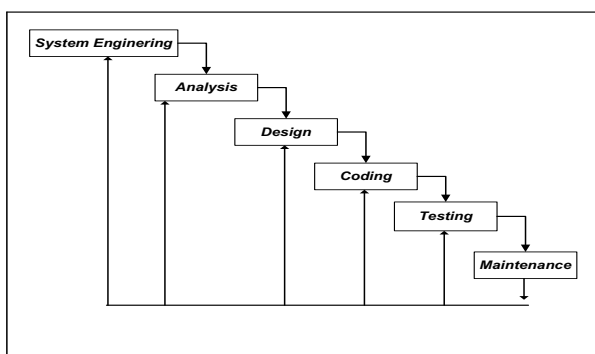 System Enginering
Analysis
Design
Coding
Testing
Maintenance